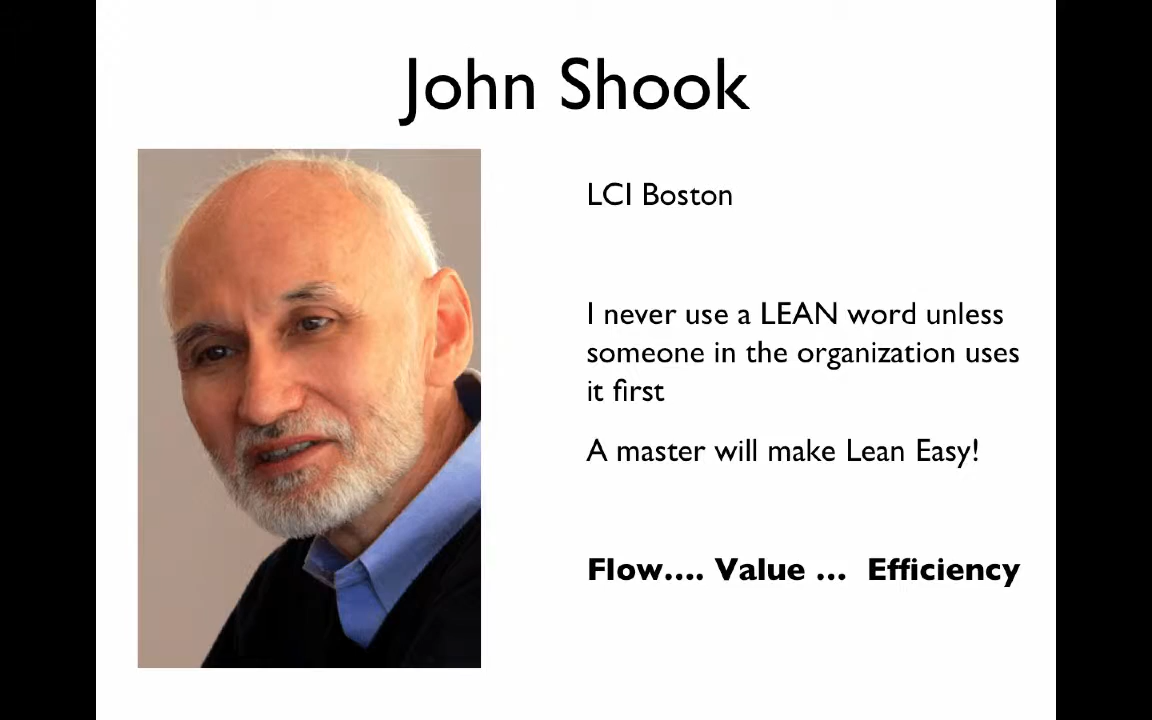 John Shook
LCI Boston
I never use a LEAN word unless
someone in the organization uses
it first
A master will make Lean Easy!
Flow.... Value ... Efficiency